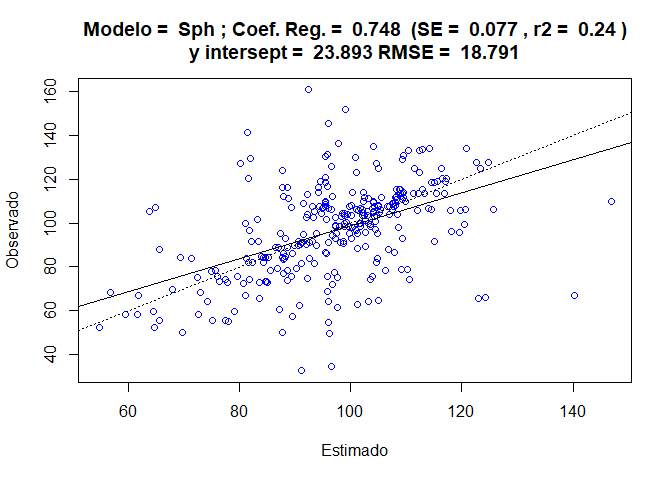 Modelo = Sph ; Coef. Reg. = 0.748 (SE = 0.077 , r2 = 0.24 )
y intersept = 23.893 RMSE = 18.791
160
140
120
100
80
60
40
Observado
60 80 100 120 140
Estimado